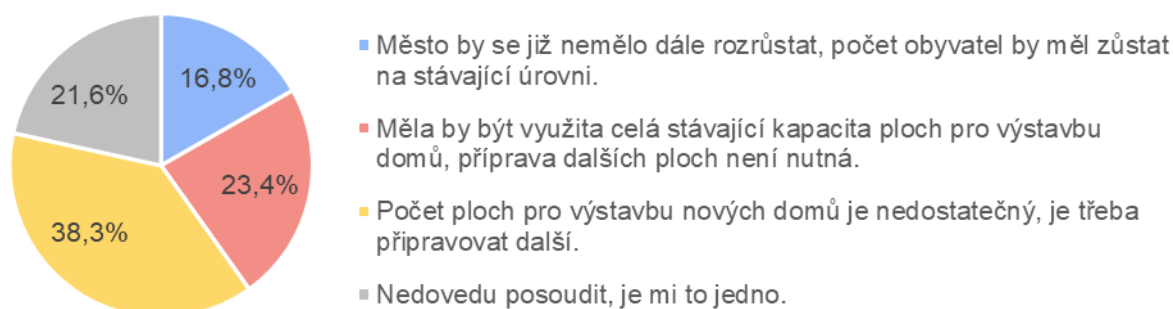 16,8%
23,4%
38,3%
21,6%
Město by se již nemělo dále rozrůstat, počet obyvatel by měl zůstat
na stávající úrovni.
Měla by být využita celá stávající kapacita ploch pro výstavbu
domů, příprava dalších ploch není nutná.
Počet ploch pro výstavbu nových domů je nedostatečný, je třeba
připravovat další.
Nedovedu posoudit, je mi to jedno.